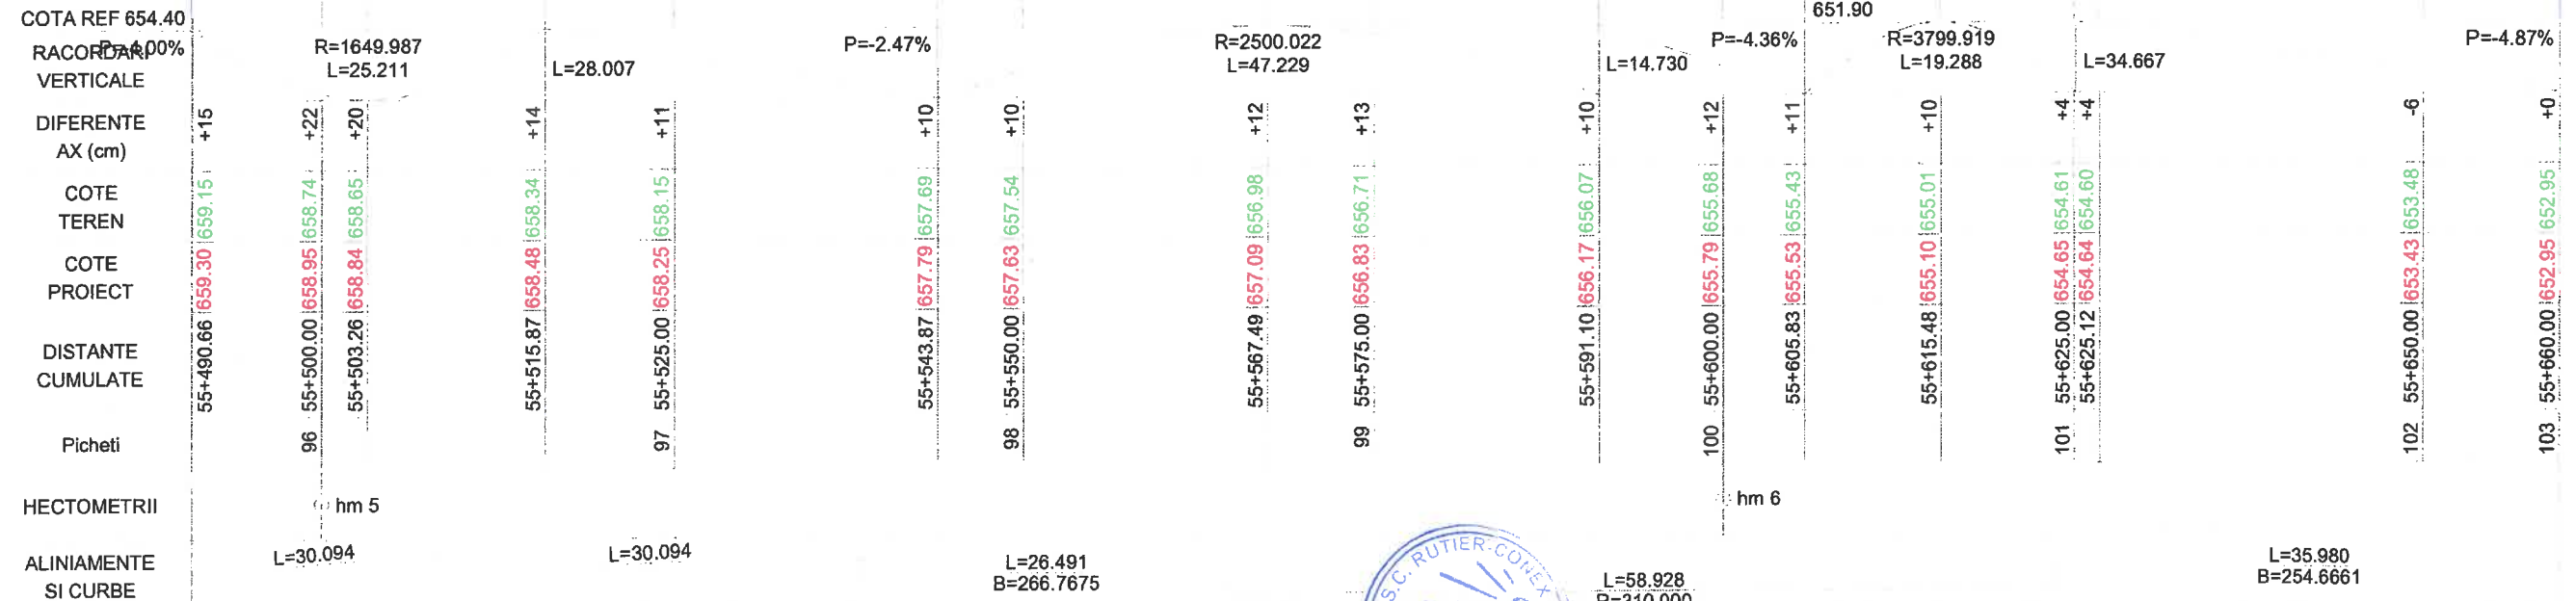 COTA REF 654.40
651.90
RACORDARI
VERTICALE
P=-4.00%
R=1649.987
L=25.211
L=28.007
P=-2.47%
R=2500.022
L=47.229
L=14.730
P=-4.36%
R=3799.919
L=19.288
L=34.667
P=-4.87%
DIFERENTE
AX (cm)
+15 +22 +20 +14 +11 +10 +10 +12 +13 +10 +12 +11 +10 +4 +4 -6 +0
COTE
TEREN
659.15 658.74 658.65 658.34 658.15 657.69 657.54 656.98 656.71 656.07 655.68 655.43 655.01 654.61 654.60 653.48 652.95
COTE
PROIECT
659.30 658.95 658.84 658.48 658.25 657.79 657.63 657.09 656.83 656.17 655.79 655.53 655.10 654.65 654.64 653.43 652.95
DISTANTE
CUMULATE
55+490.66 55+500.00 55+503.26 55+515.87 55+525.00 55+543.87 55+550.00 55+567.49 55+575.00 55+591.10 55+600.00 55+605.83 55+615.48 55+625.00 55+625.12 55+650.00 55+660.00
Picheti
96 97 98 99 100 101 102 103
HECTOMETRII
hm 5
hm 6
ALINIAMENTE
SI CURBE
L=30.094
L=30.094
L=26.491
B=266.7675
S.C. RUTIER-CONEX
L=58.928
R=310.000
L=35.980
B=254.6661